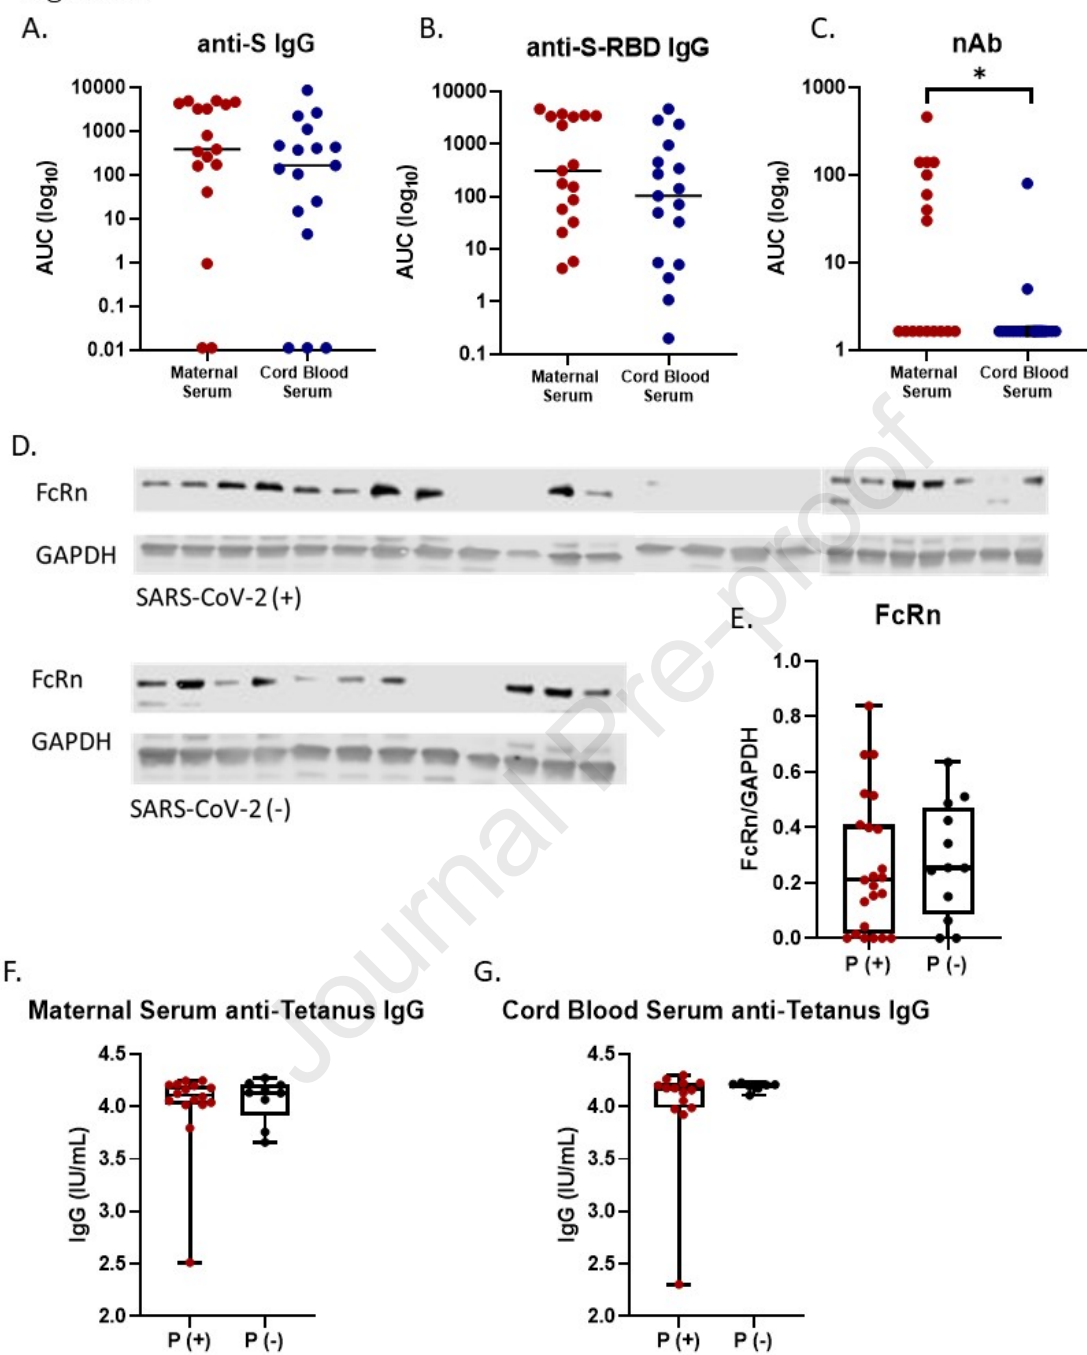 A.
anti-S IgG
AUC (log10)
10000
1000
100
10
1
0.1
0.01
Maternal Serum
Cord Blood Serum
B.
anti-S-RBD IgG
AUC (log10)
10000
1000
100
10
1
0.1
Maternal Serum
Cord Blood Serum
C.
nAb
*
AUC (log10)
1000
100
10
1
Maternal Serum
Cord Blood Serum
D.
FcRn
GAPDH
SARS-CoV-2 (+)
FcRn
GAPDH
SARS-CoV-2 (-)
E.
FcRn
FcRn/GAPDH
1.0
0.8
0.6
0.4
0.2
0.0
P (+)
P (-)
F.
Maternal Serum anti-Tetanus IgG
IgG (IU/mL)
4.5
4.0
3.5
3.0
2.5
2.0
P (+)
P (-)
G.
Cord Blood Serum anti-Tetanus IgG
IgG (IU/mL)
4.5
4.0
3.5
3.0
2.5
2.0
P (+)
P (-)
Journal Pre-proof